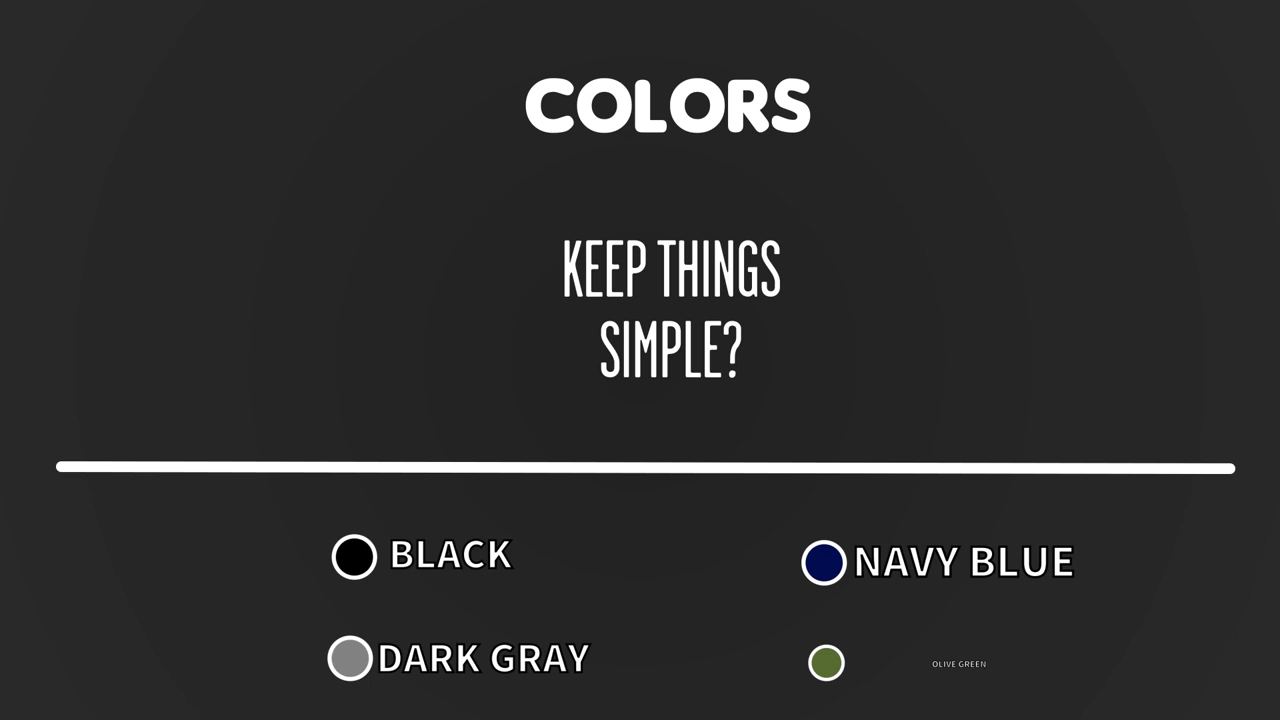 COLORS
KEEP THINGS
SIMPLE?
BLACK
NAVY BLUE
DARK GRAY
OLIVE GREEN